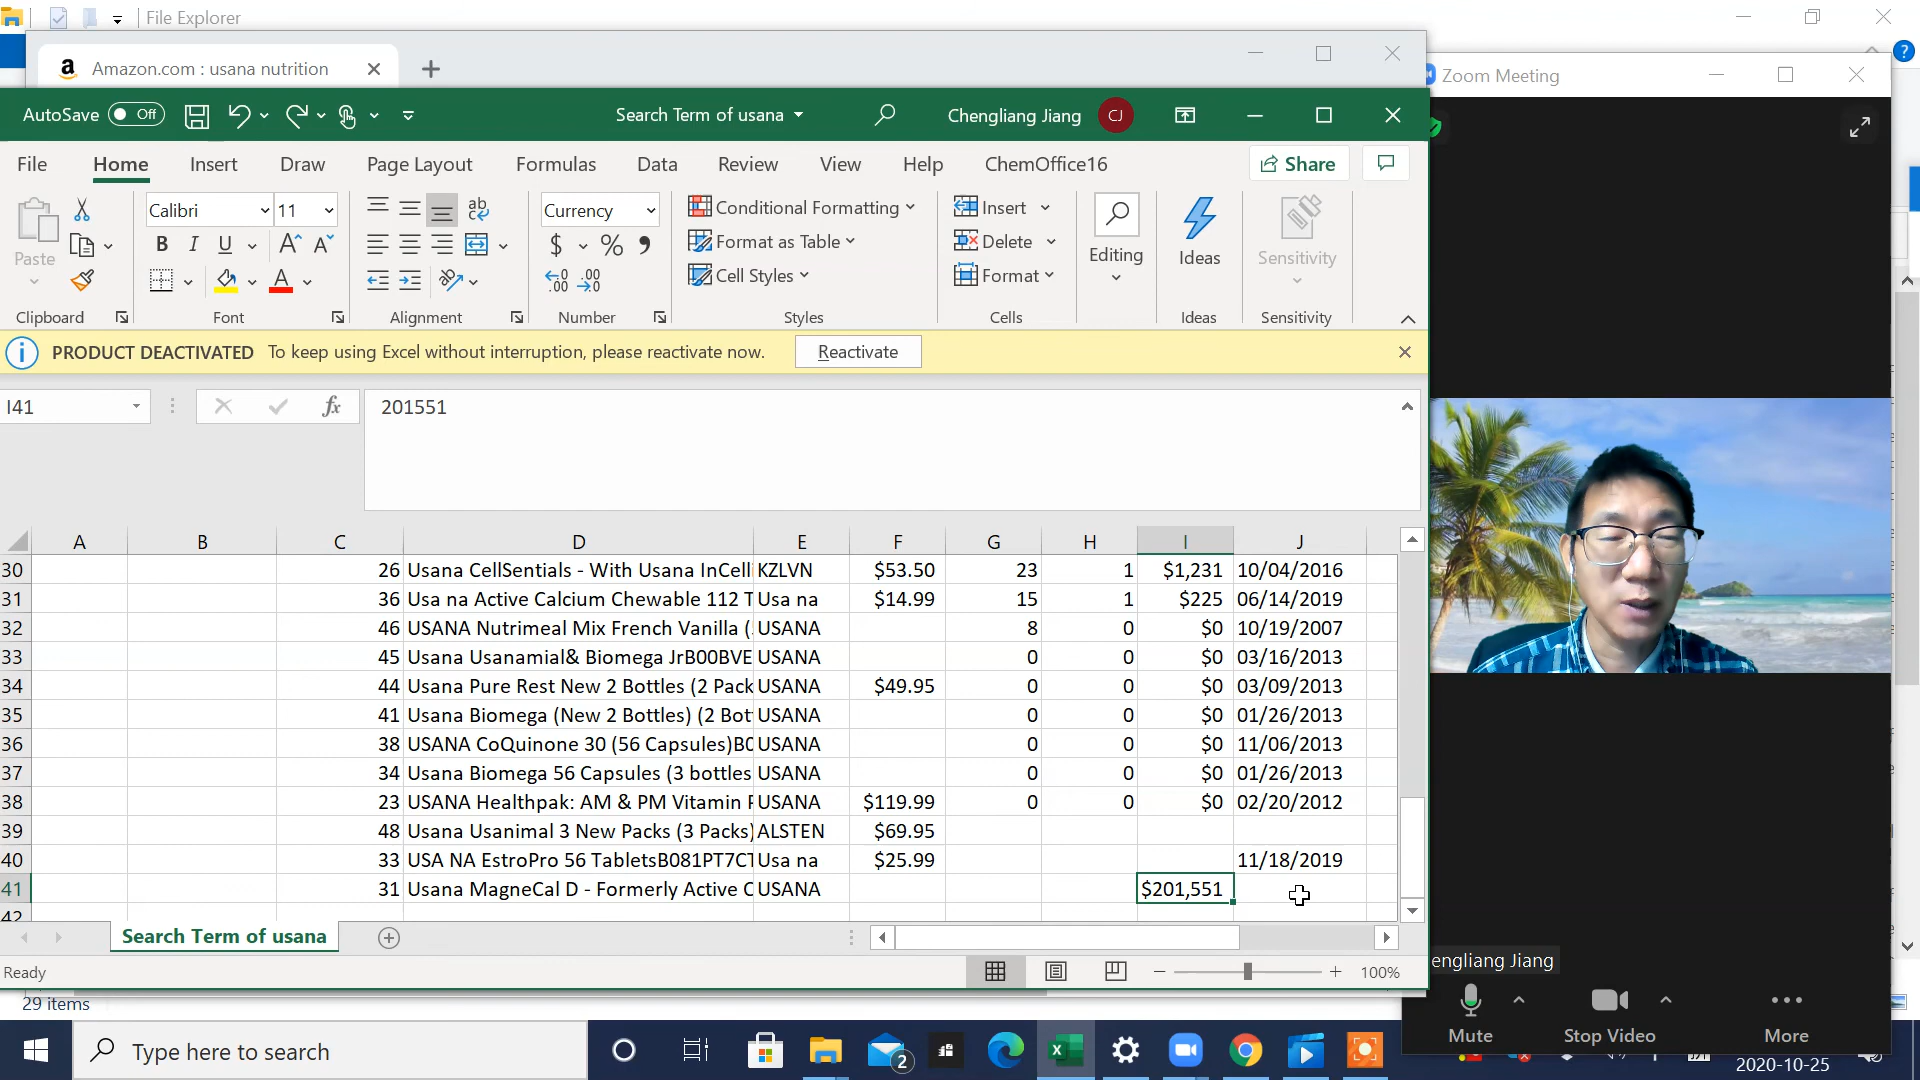 File Explorer
Amazon.com : usana nutrition
Zoom Meeting
AutoSave Off
Search Term of usana
Chengliang Jiang CJ
File Home Insert Draw Page Layout Formulas Data Review View Help ChemOffice16 Share
Paste
Calibri 11
B I U A A
A
ab
Currency
$ % ,
Conditional Formatting
Format as Table
Cell Styles
Insert
Delete
Format
Editing
Ideas
Sensitivity
Clipboard Font Alignment Number Styles Cells Ideas Sensitivity
PRODUCT DEACTIVATED To keep using Excel without interruption, please reactivate now. Reactivate
I41 fx 201551
A B C D E F G H I J
30 26 Usana CellSentials - With Usana InCelli KZLVN $53.50 23 1 $1,231 10/04/2016
31 36 Usa na Active Calcium Chewable 112 T Usa na $14.99 15 1 $225 06/14/2019
32 46 USANA Nutrimeal Mix French Vanilla ( USANA 8 0 $0 10/19/2007
33 45 Usana Usanamial& Biomega JrB00BVE USANA 0 0 $0 03/16/2013
34 44 Usana Pure Rest New 2 Bottles (2 Pack USANA $49.95 0 0 $0 03/09/2013
35 41 Usana Biomega (New 2 Bottles) (2 Bot USANA 0 0 $0 01/26/2013
36 38 USANA CoQuinone 30 (56 Capsules)B0 USANA 0 0 $0 11/06/2013
37 34 Usana Biomega 56 Capsules (3 bottles USANA 0 0 $0 01/26/2013
38 23 USANA Healthpak: AM & PM Vitamin P USANA $119.99 0 0 $0 02/20/2012
39 48 Usana Usanimal 3 New Packs (3 Packs) ALSTEN $69.95
40 33 USA NA EstroPro 56 TabletsB081PT7CT Usa na $25.99 11/18/2019
41 31 Usana MagneCal D - Formerly Active C USANA $201,551
42
Search Term of usana
Ready
100%
29 items
engliang Jiang
Mute Stop Video More
Type here to search
2
2020-10-25